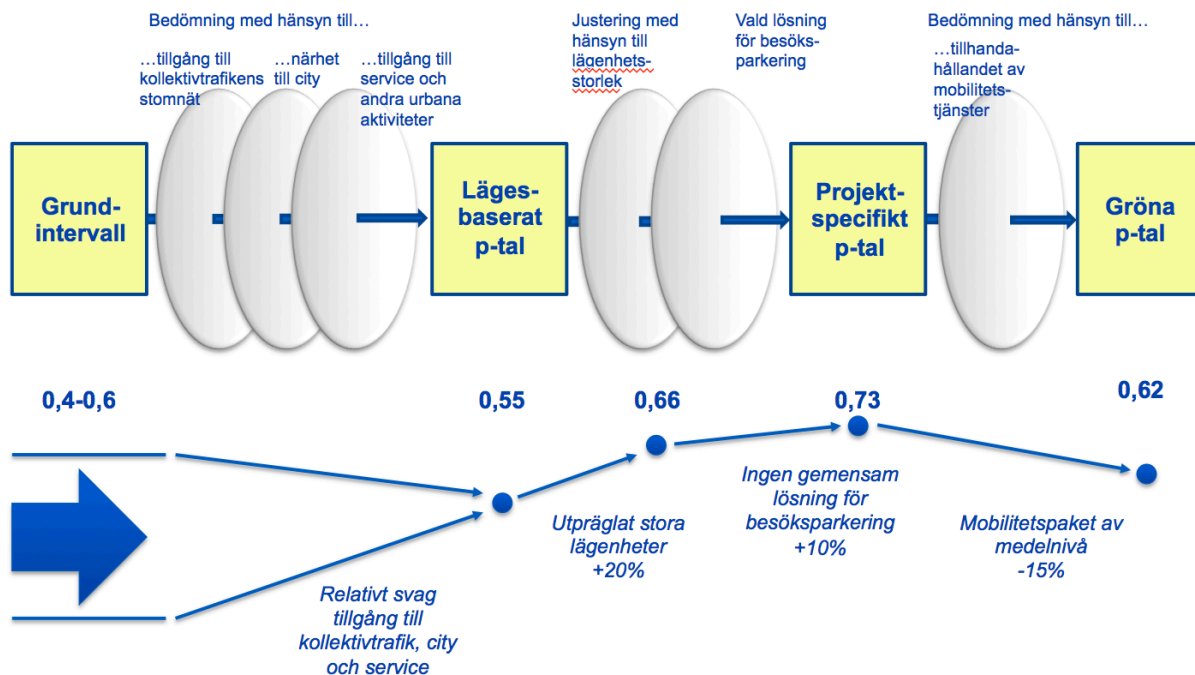 Bedömning med hänsyn till…
…tillgång till
kollektivtrafikens
stomnät
…närhet
till city
…tillgång till
service och
andra urbana
aktiviteter
Justering med
hänsyn till
lägenhets-
storlek
Vald lösning
för besöks-
parkering
Bedömning med hänsyn till…
…tillhanda-
hållandet av
mobilitets-
tjänster
Grund-
intervall
Läges-
baserat
p-tal
Projekt-
specifikt
p-tal
Gröna
p-tal
0,4-0,6
0,55
0,66
0,73
0,62
Relativt svag
tillgång till
kollektivtrafik, city
och service
Utpräglat stora
lägenheter
+20%
Ingen gemensam
lösning för
besöksparkering
+10%
Mobilitetspaket av
medelnivå
-15%